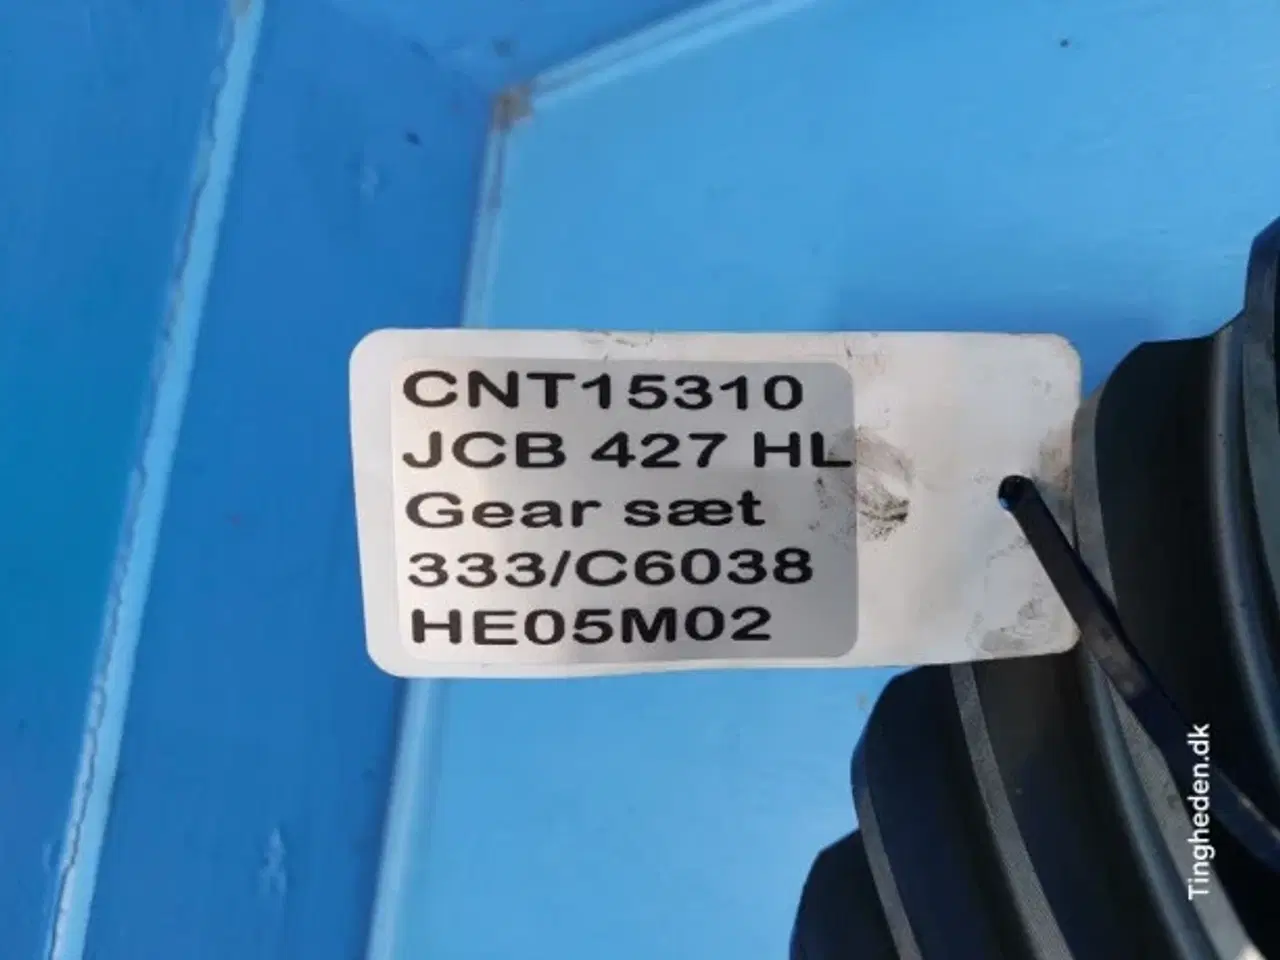 CNT15310
JCB 427 HL
Gear sæt
333/C6038
HE05M02
Tingheden.dk